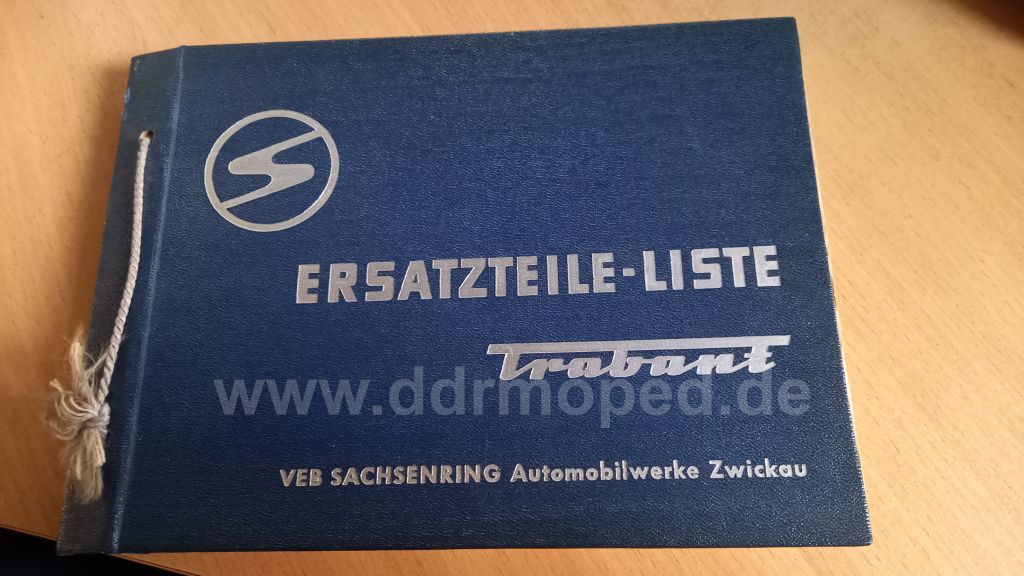 ERSATZTEILE-LISTE
Trabant
www.ddrmoped.de
VEB SACHSENRING Automobilwerke Zwickau